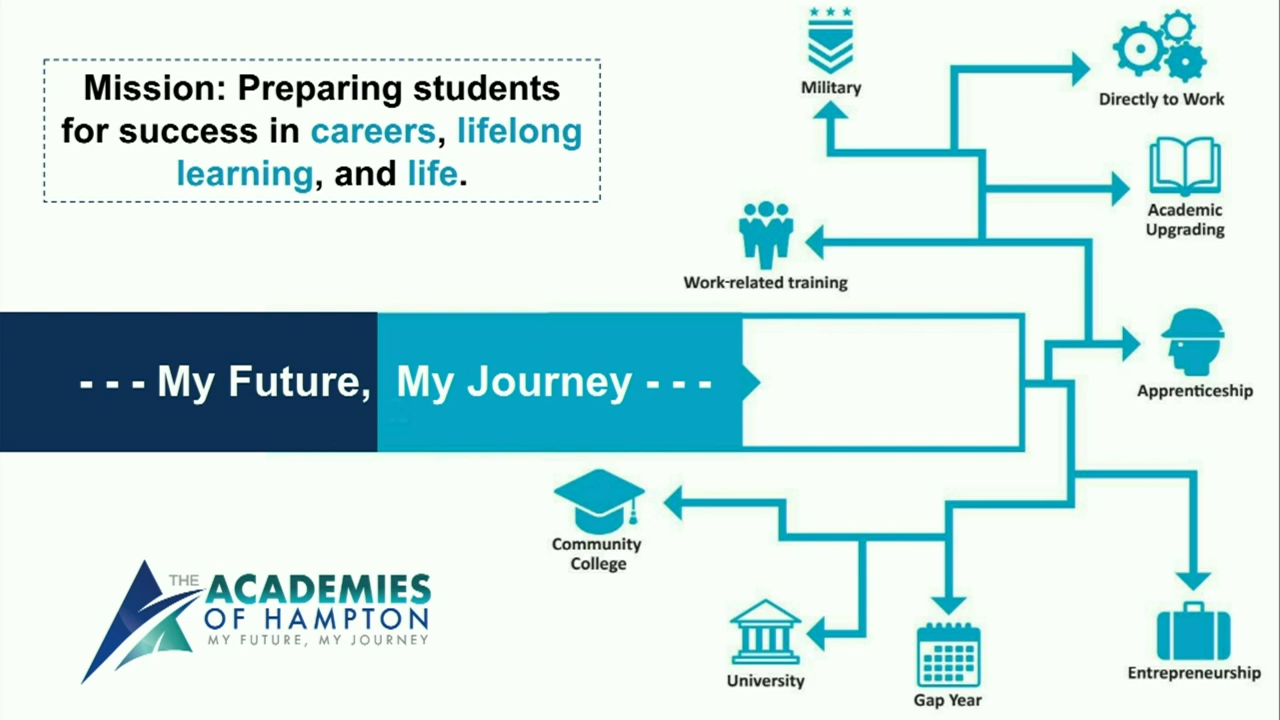 Mission: Preparing students
for success in careers, lifelong
learning, and life.
Military
Directly to Work
Academic
Upgrading
Work-related training
- - - My Future, My Journey - - -
Apprenticeship
Community
College
THE ACADEMIES
OF HAMPTON
MY FUTURE, MY JOURNEY
University
Gap Year
Entrepreneurship